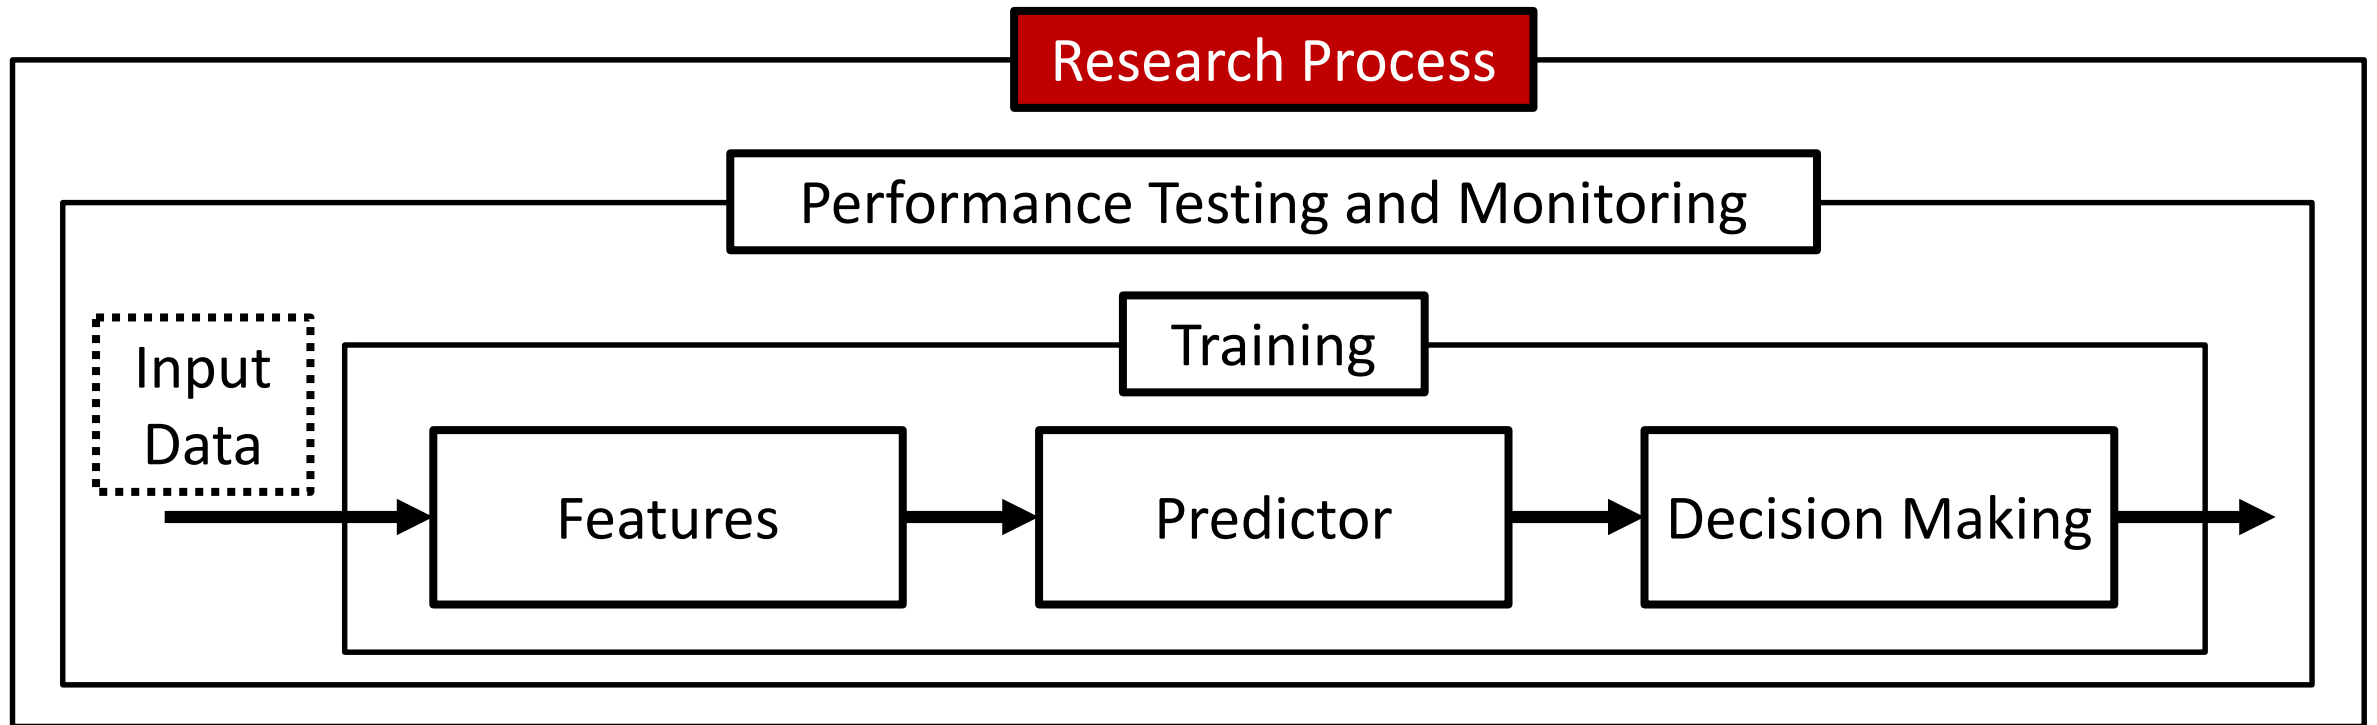 Research Process
Performance Testing and Monitoring
Training
Input
Data
Features
Predictor
Decision Making